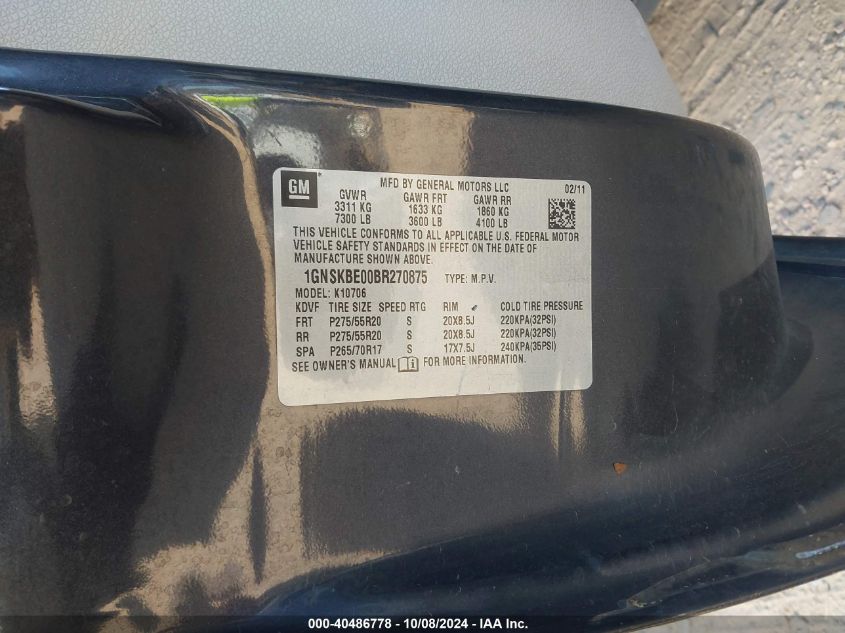 GM
MFD BY GENERAL MOTORS LLC 02/11
GVWR GAWR FRT GAWR RR
3311 KG 1633 KG 1860 KG
7300 LB 3600 LB 4100 LB
THIS VEHICLE CONFORMS TO ALL APPLICABLE U.S. FEDERAL MOTOR
VEHICLE SAFETY STANDARDS IN EFFECT ON THE DATE OF
MANUFACTURE SHOWN ABOVE.
1GNSKBE00BR270875 TYPE: M.P.V.
MODEL: K10706
KDVF TIRE SIZE SPEED RTG RIM COLD TIRE PRESSURE
FRT P275/55R20 S 20X8.5J 220KPA(32PSI)
RR P275/55R20 S 20X8.5J 220KPA(32PSI)
SPA P265/70R17 S 17X7.5J 240KPA(35PSI)
SEE OWNER'S MANUAL FOR MORE INFORMATION.
000-40486778 - 10/08/2024 - IAA Inc.